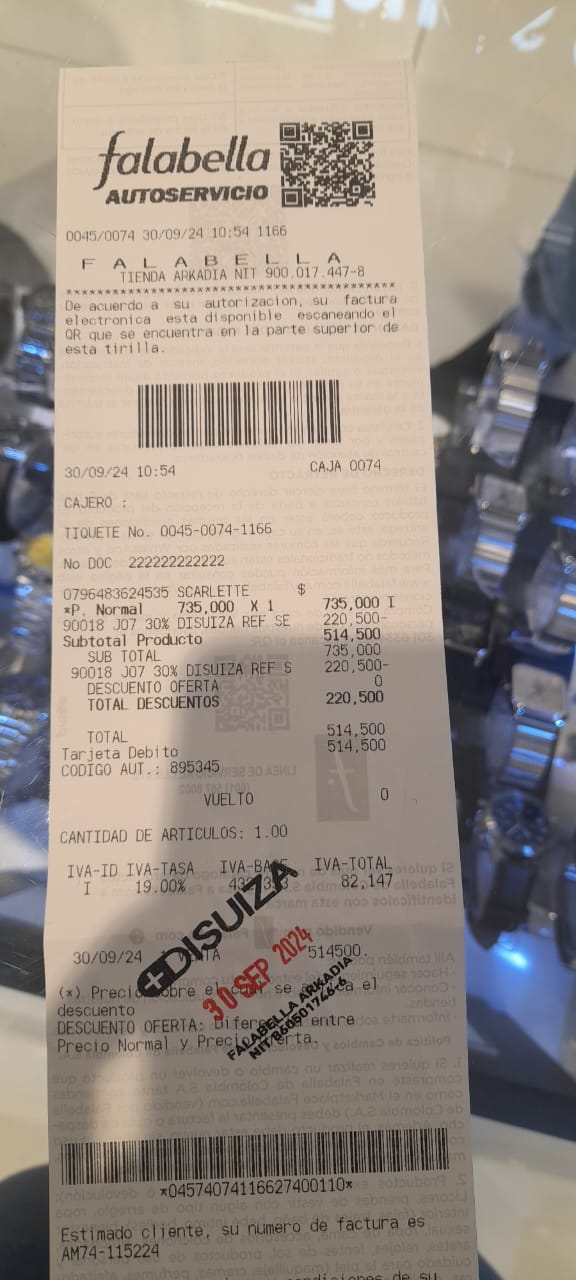 falabella
AUTOSERVICIO
0045/0074 30/09/24 10:54 1166
F A L A B E L L A
TIENDA ARKADIA NIT 900.017.447-8
****************************************
De acuerdo a su autorizacion, su factura
electronica esta disponible escaneando el
QR que se encuentra en la parte superior de
esta tirilla.
30/09/24 10:54 CAJA 0074
CAJERO :
TIQUETE No. 0045-0074-1166
No DOC 222222222222
0796483624535 SCARLETTE $
*P. Normal 735,000 X 1 735,000 I
90018 J07 30% DISUIZA REF SE 220,500-
Subtotal Producto 514,500
SUB TOTAL 735,000
90018 J07 30% DISUIZA REF S 220,500-
DESCUENTO OFERTA 0
TOTAL DESCUENTOS 220,500
TOTAL 514,500
Tarjeta Debito 514,500
CODIGO AUT.: 895345
VUELTO 0
CANTIDAD DE ARTICULOS: 1.00
IVA-ID IVA-TASA IVA-BASE IVA-TOTAL
I 19.00% 82,147
DISUIZA
30/09/24 514500.
30 SEP 2024
FALABELLA ARKADIA
NIT/860501746-6
(*) Precio sobre el cual se aplica el
descuento
DESCUENTO OFERTA: Diferencia entre
Precio Normal y Precio Oferta.
*04574074116627400110*
Estimado cliente, su numero de factura es
AM74-115224